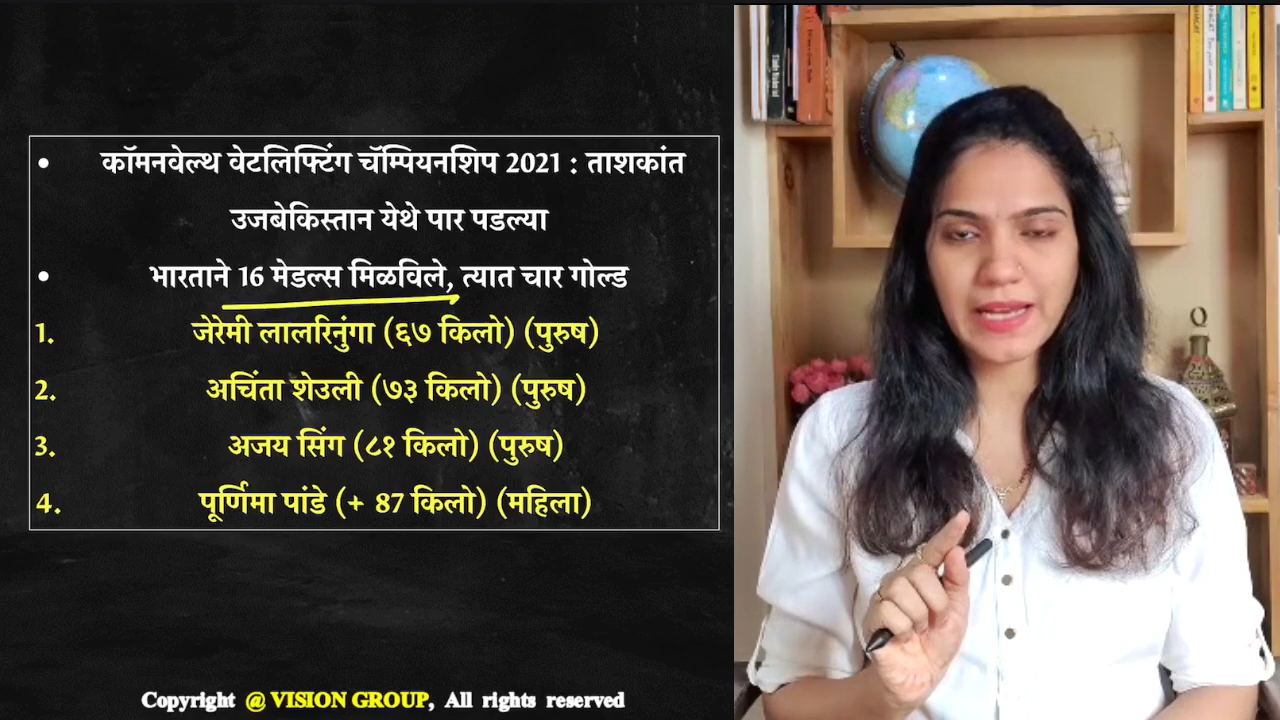 • कॉमनवेल्थ वेटलिफ्टिंग चॅम्पियनशिप 2021 : ताशकांत
उजबेकिस्तान येथे पार पडल्या
• भारताने 16 मेडल्स मिळविले, त्यात चार गोल्ड
1. जेरेमी लालरिनुंगा (६७ किलो) (पुरुष)
2. अचिंता शेउली (७३ किलो) (पुरुष)
3. अजय सिंग (८१ किलो) (पुरुष)
4. पूर्णिमा पांडे (+ 87 किलो) (महिला)
Copyright @ VISION GROUP, All rights reserved